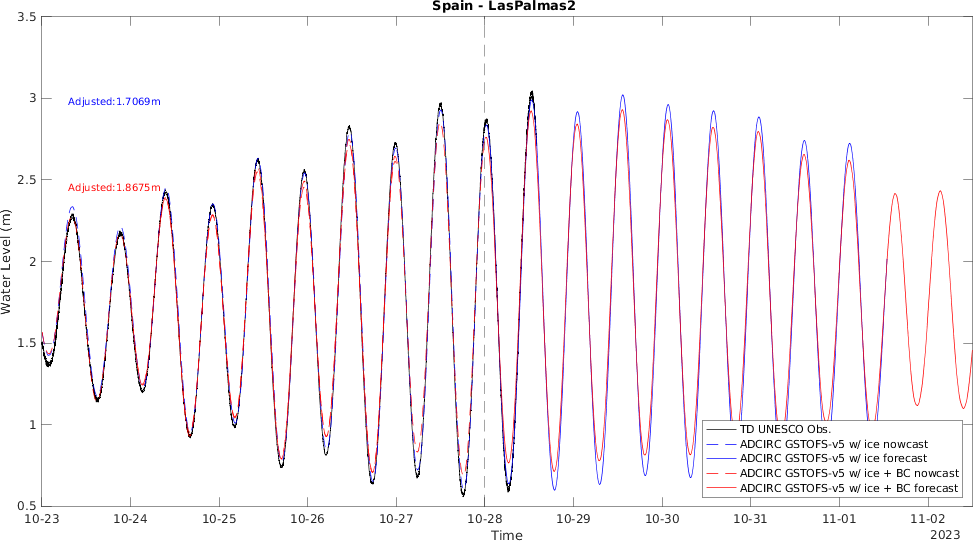 Spain - LasPalmas2
3.5
3
2.5
2
1.5
1
0.5
Water Level (m)
Adjusted:1.7069m
Adjusted:1.8675m
TD UNESCO Obs.
ADCIRC GSTOFS-v5 w/ ice nowcast
ADCIRC GSTOFS-v5 w/ ice forecast
ADCIRC GSTOFS-v5 w/ ice + BC nowcast
ADCIRC GSTOFS-v5 w/ ice + BC forecast
10-23 10-24 10-25 10-26 10-27 10-28 10-29 10-30 10-31 11-01 11-02
2023
Time